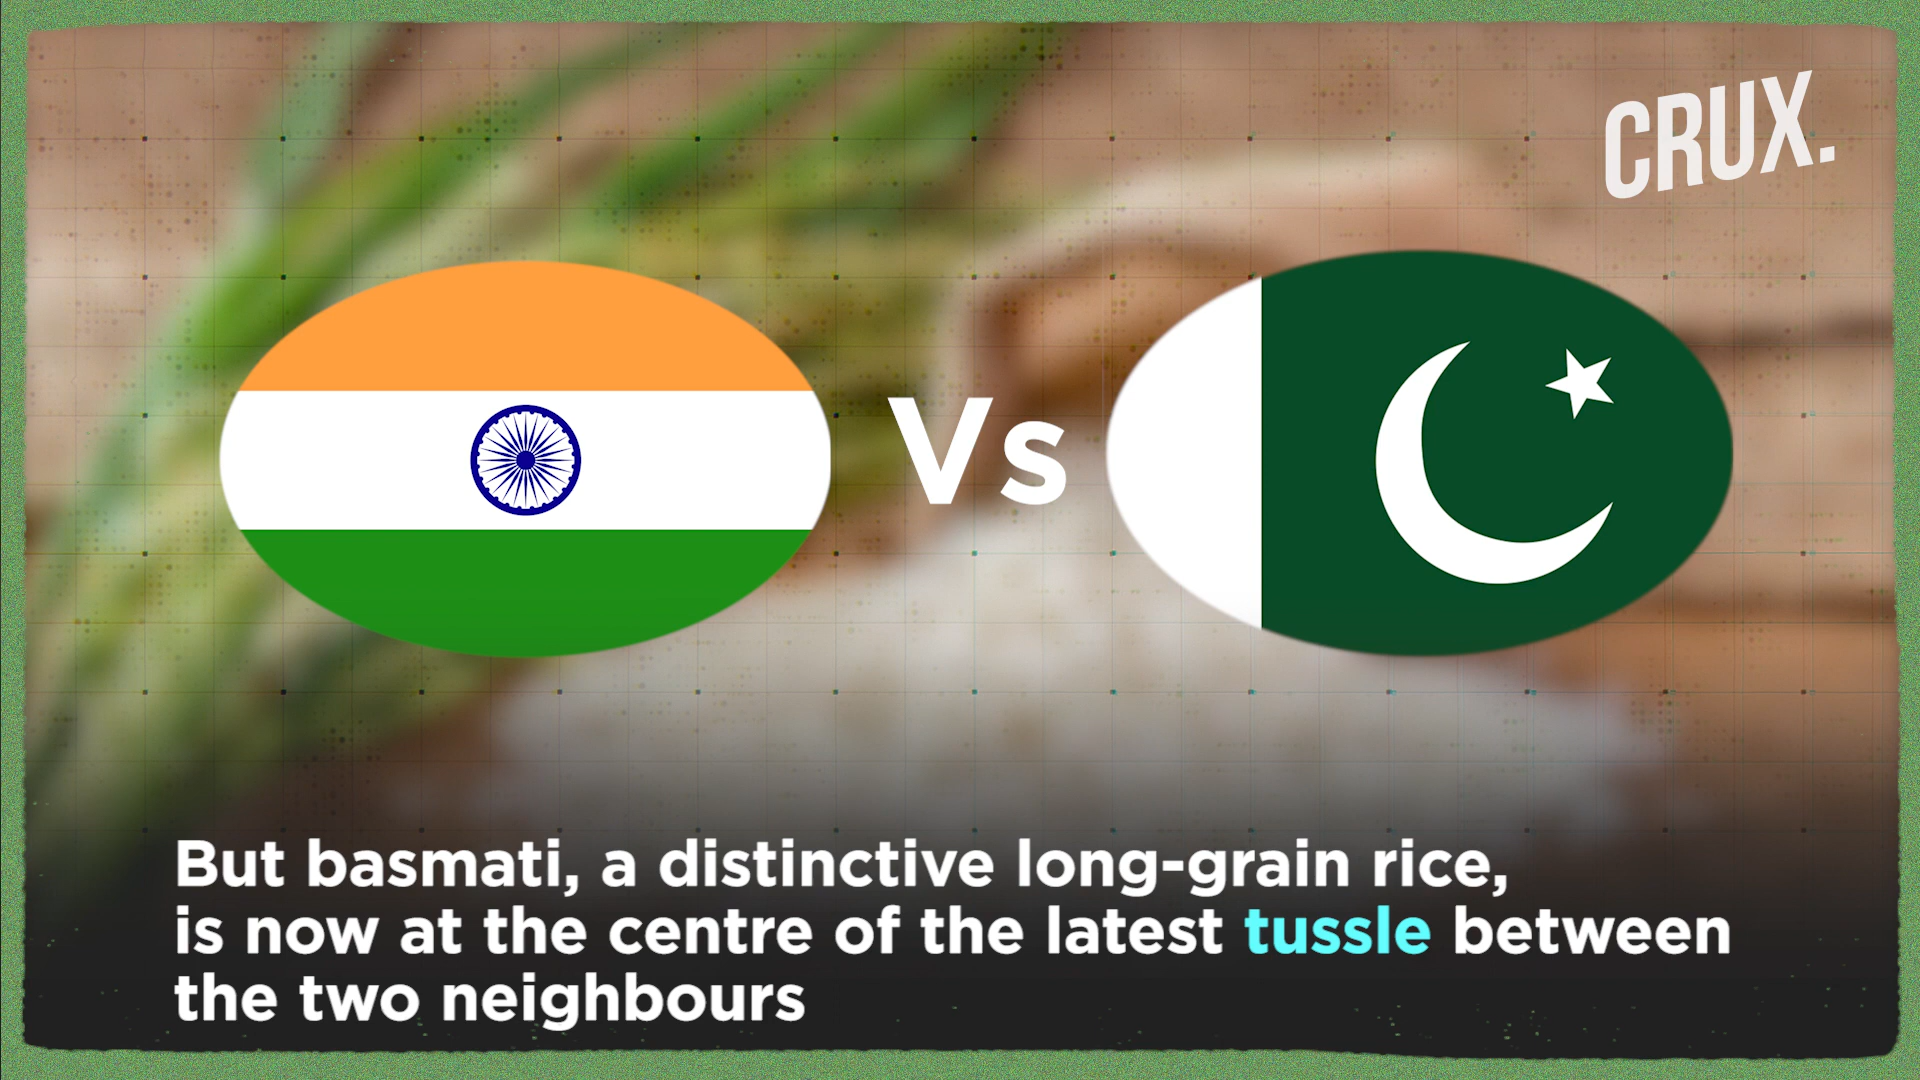 CRUX.
Vs
But basmati, a distinctive long-grain rice,
is now at the centre of the latest tussle between
the two neighbours